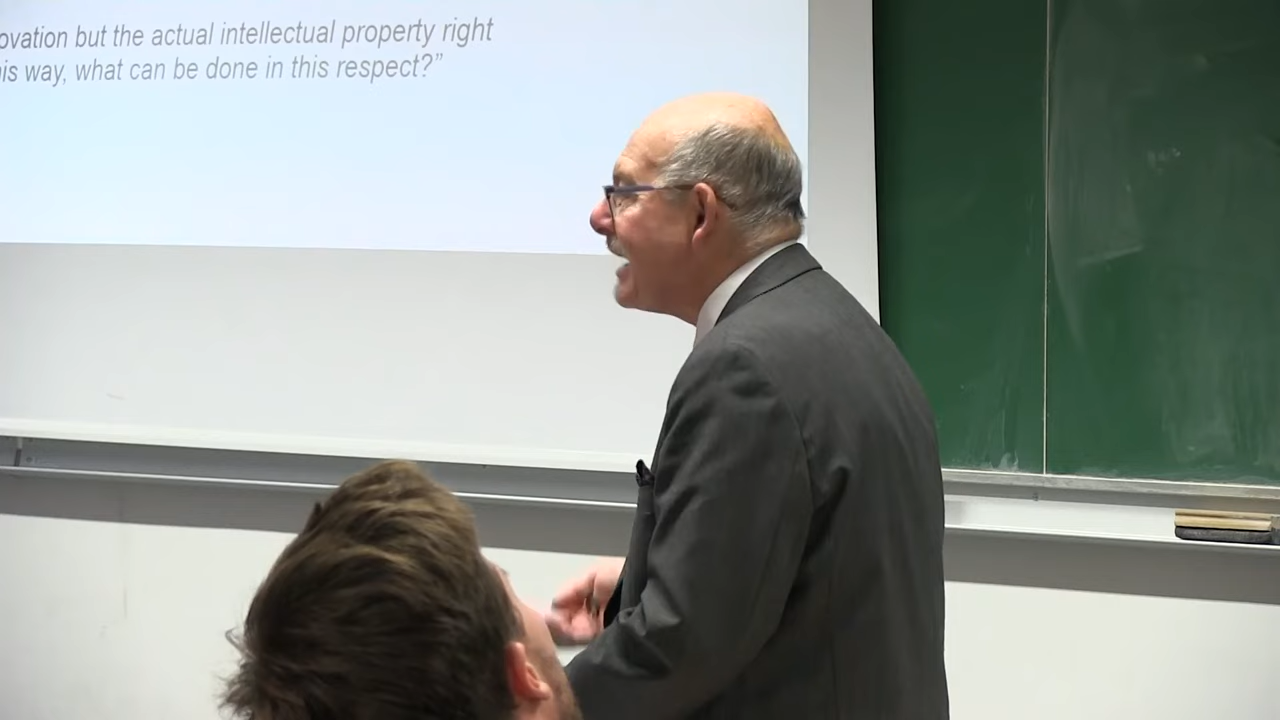 ovation but the actual intellectual property right
is way, what can be done in this respect?”